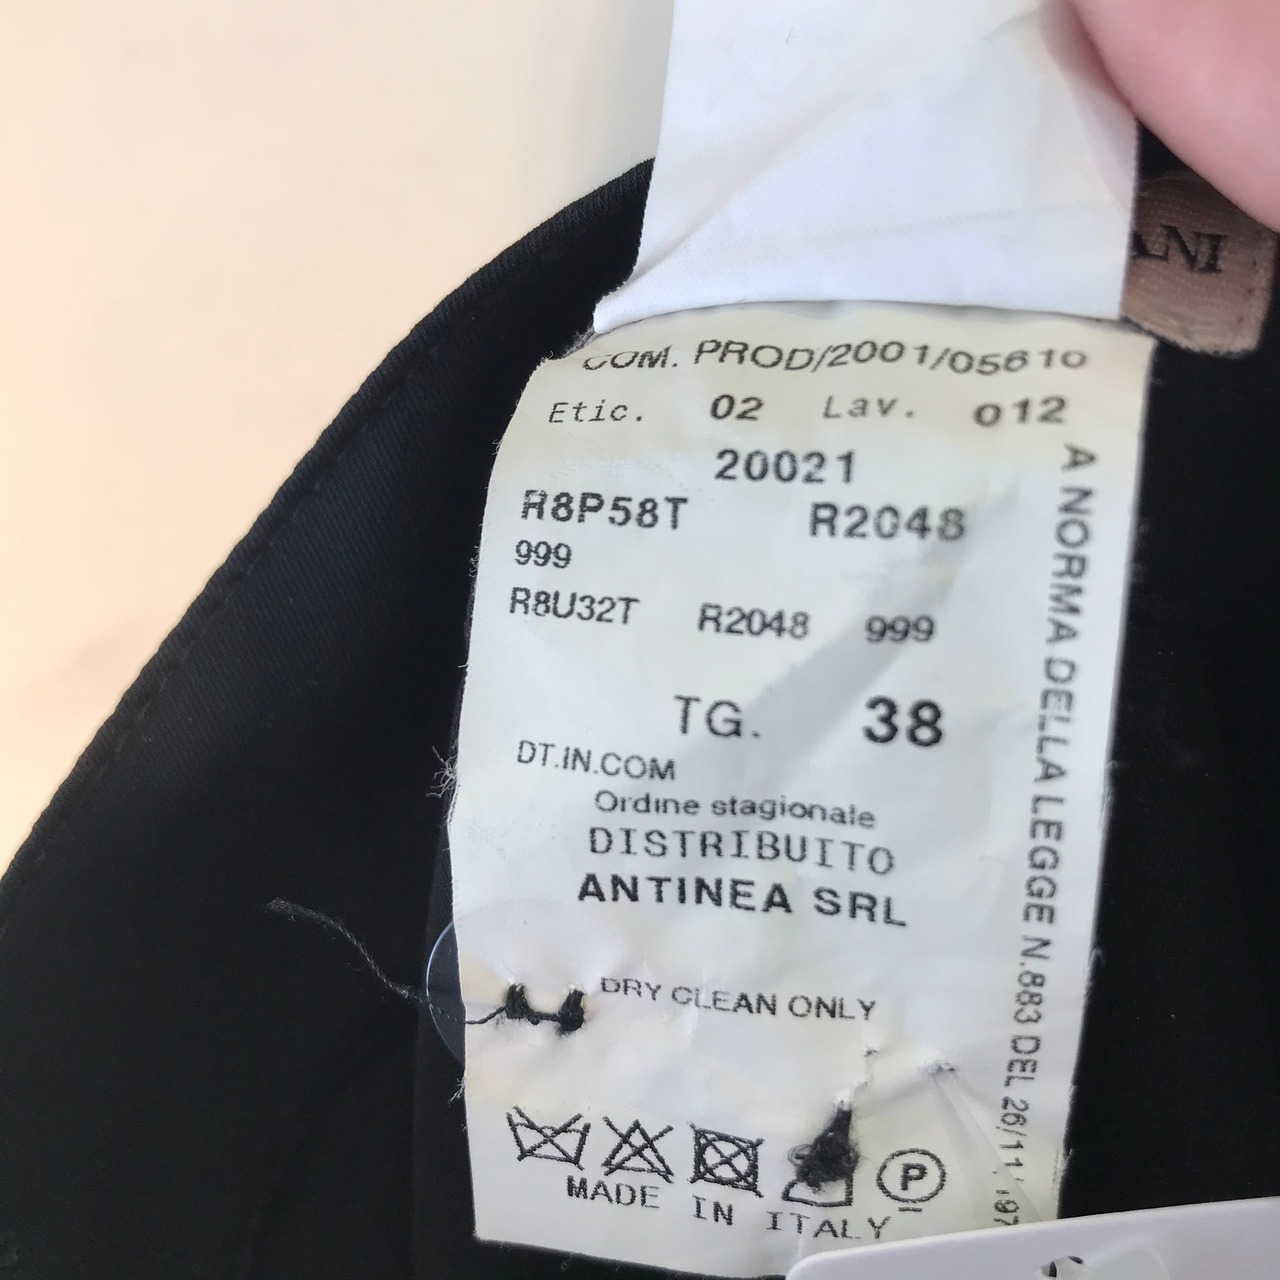 ANI
COM. PROD/2001/05610
Etic. 02 Lav. 012
20021
R8P58T R2048
999
R8U32T R2048 999
TG. 38
DT.IN.COM
Ordine stagionale
DISTRIBUITO
ANTINEA SRL
DRY CLEAN ONLY
P
MADE IN ITALY
A NORMA DELLA LEGGE N.883 DEL 26/11/97